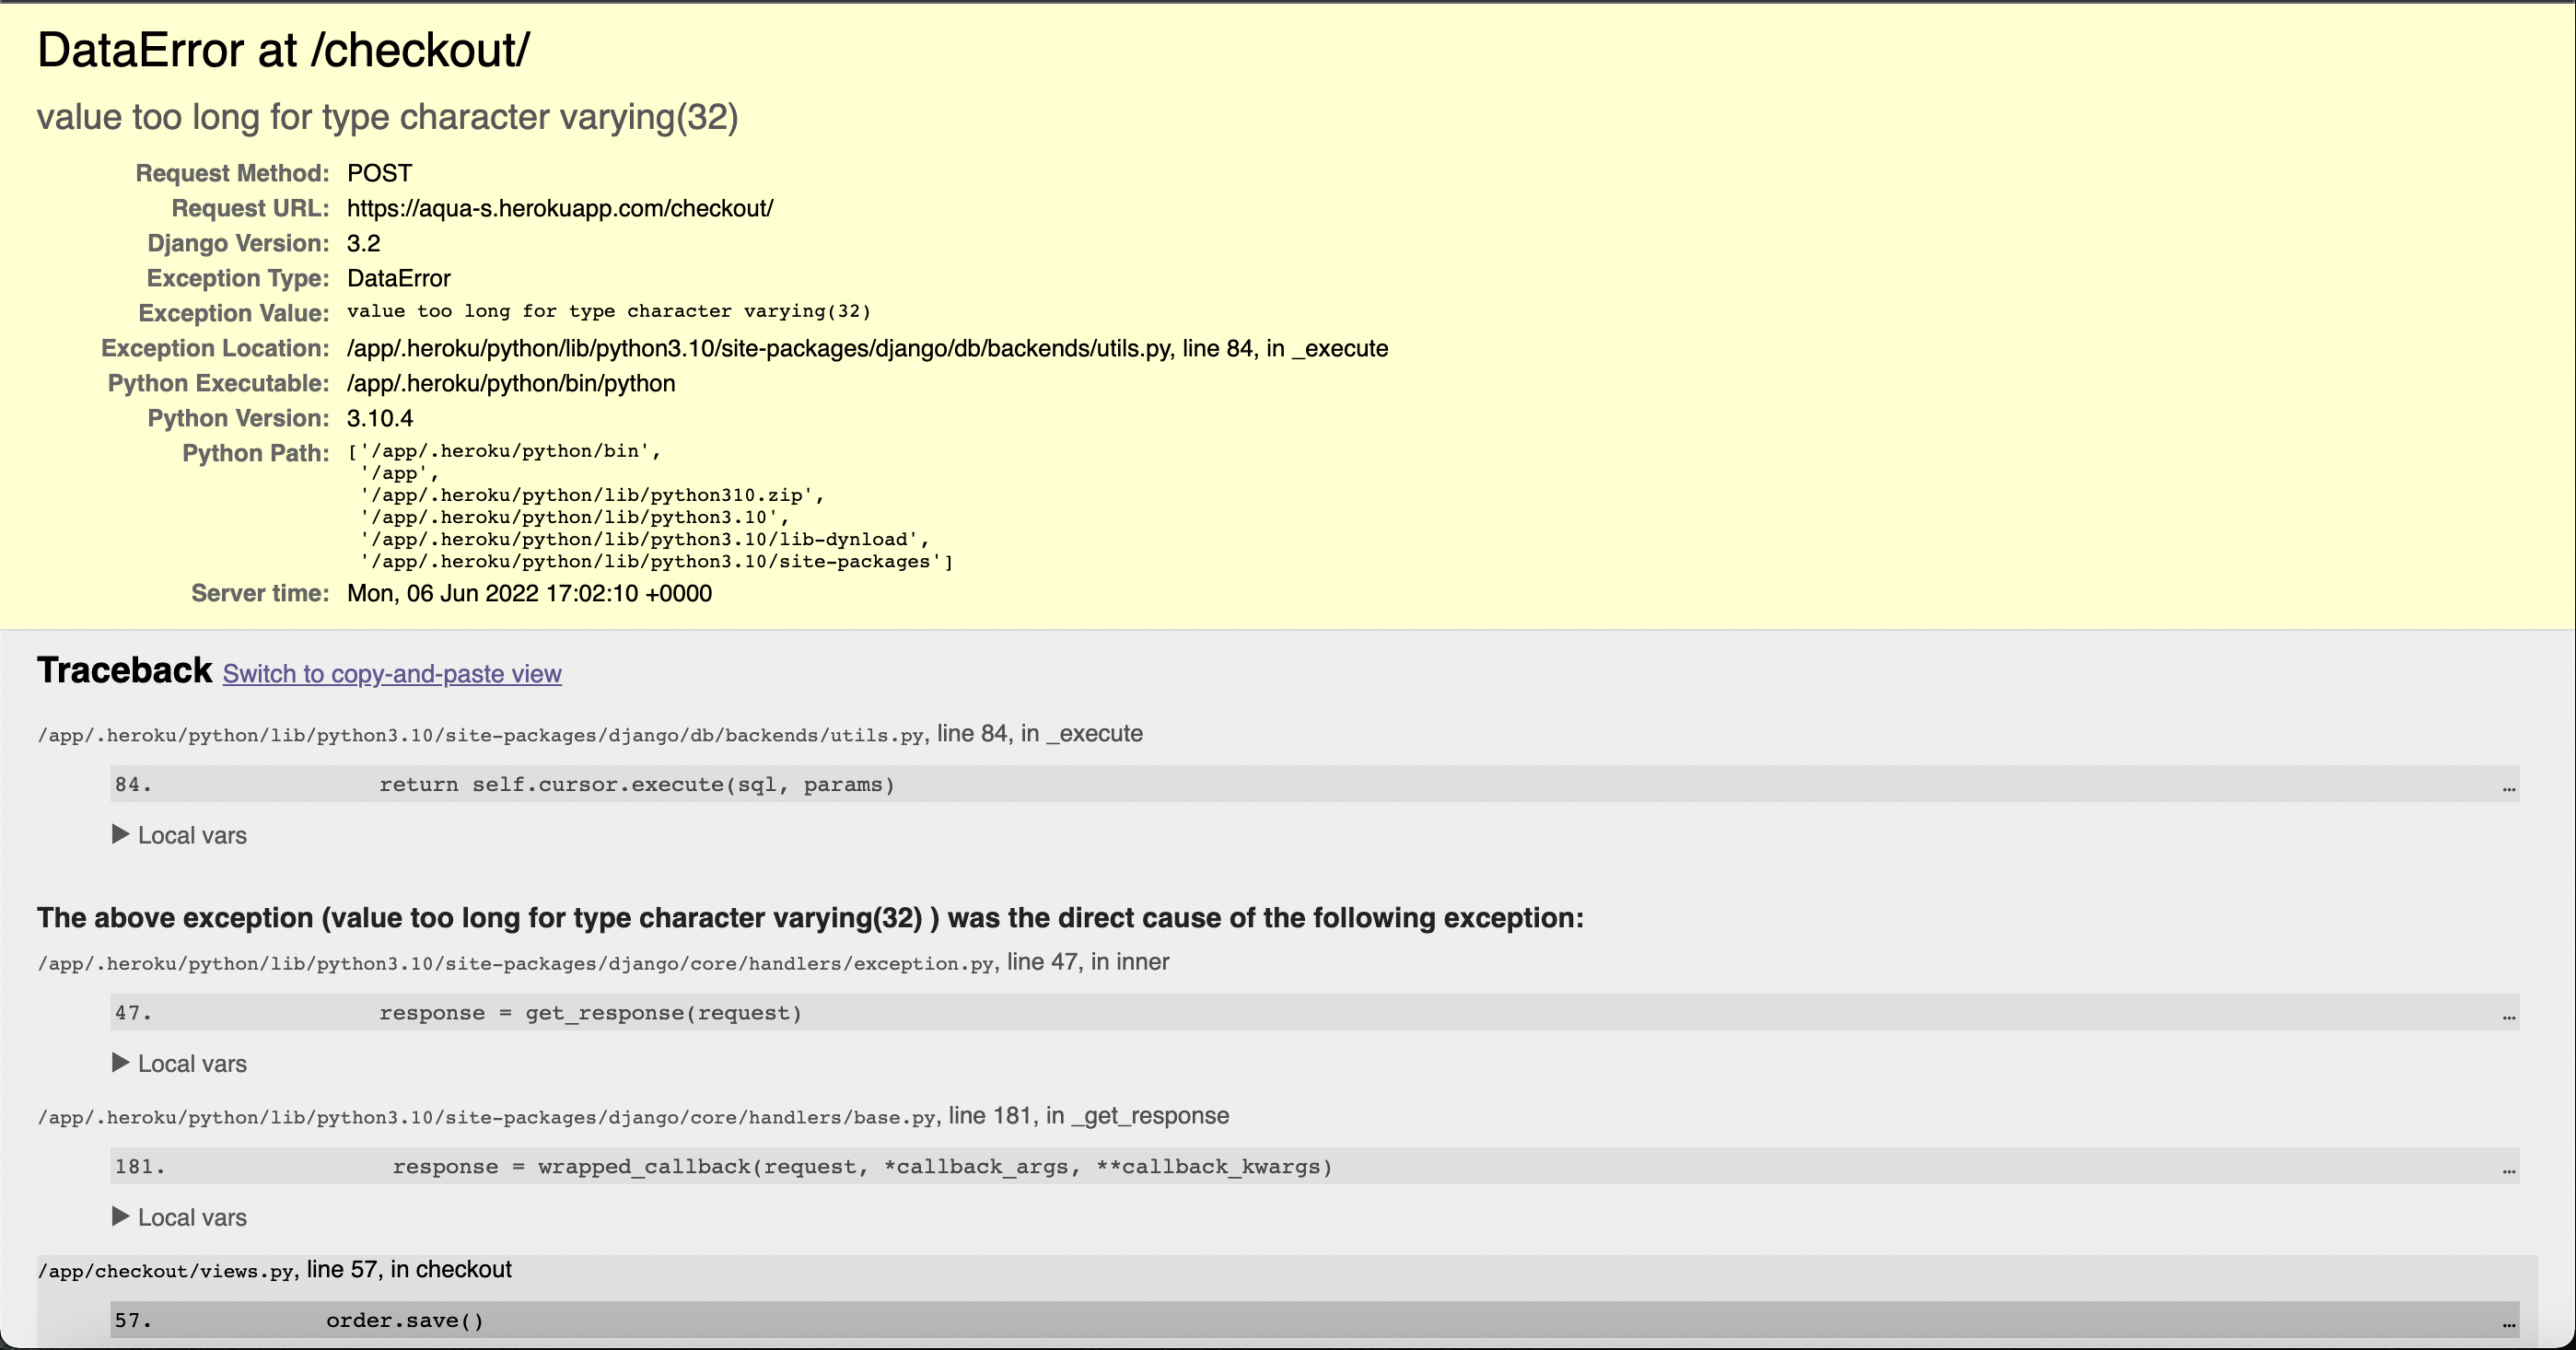 DataError at /checkout/
value too long for type character varying(32)
Request Method: POST
Request URL: https://aqua-s.herokuapp.com/checkout/
Django Version: 3.2
Exception Type: DataError
Exception Value: value too long for type character varying(32)
Exception Location: /app/.heroku/python/lib/python3.10/site-packages/django/db/backends/utils.py, line 84, in _execute
Python Executable: /app/.heroku/python/bin/python
Python Version: 3.10.4
Python Path: ['/app/.heroku/python/bin',
'/app',
'/app/.heroku/python/lib/python310.zip',
'/app/.heroku/python/lib/python3.10',
'/app/.heroku/python/lib/python3.10/lib-dynload',
'/app/.heroku/python/lib/python3.10/site-packages']
Server time: Mon, 06 Jun 2022 17:02:10 +0000
Traceback Switch to copy-and-paste view
/app/.heroku/python/lib/python3.10/site-packages/django/db/backends/utils.py, line 84, in _execute
84. return self.cursor.execute(sql, params) …
▶ Local vars
The above exception (value too long for type character varying(32) ) was the direct cause of the following exception:
/app/.heroku/python/lib/python3.10/site-packages/django/core/handlers/exception.py, line 47, in inner
47. response = get_response(request) …
▶ Local vars
/app/.heroku/python/lib/python3.10/site-packages/django/core/handlers/base.py, line 181, in _get_response
181. response = wrapped_callback(request, *callback_args, **callback_kwargs) …
▶ Local vars
/app/checkout/views.py, line 57, in checkout
57. order.save() …